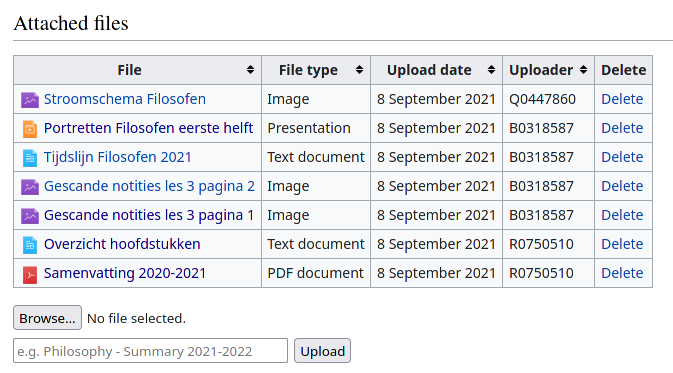 Attached files
File File type Upload date Uploader Delete
Stroomschema Filosofen Image 8 September 2021 Q0447860 Delete
Portretten Filosofen eerste helft Presentation 8 September 2021 B0318587 Delete
Tijdslijn Filosofen 2021 Text document 8 September 2021 B0318587 Delete
Gescande notities les 3 pagina 2 Image 8 September 2021 B0318587 Delete
Gescande notities les 3 pagina 1 Image 8 September 2021 B0318587 Delete
Overzicht hoofdstukken Text document 8 September 2021 R0750510 Delete
Samenvatting 2020-2021 PDF document 8 September 2021 R0750510 Delete
Browse... No file selected.
e.g. Philosophy - Summary 2021-2022 Upload